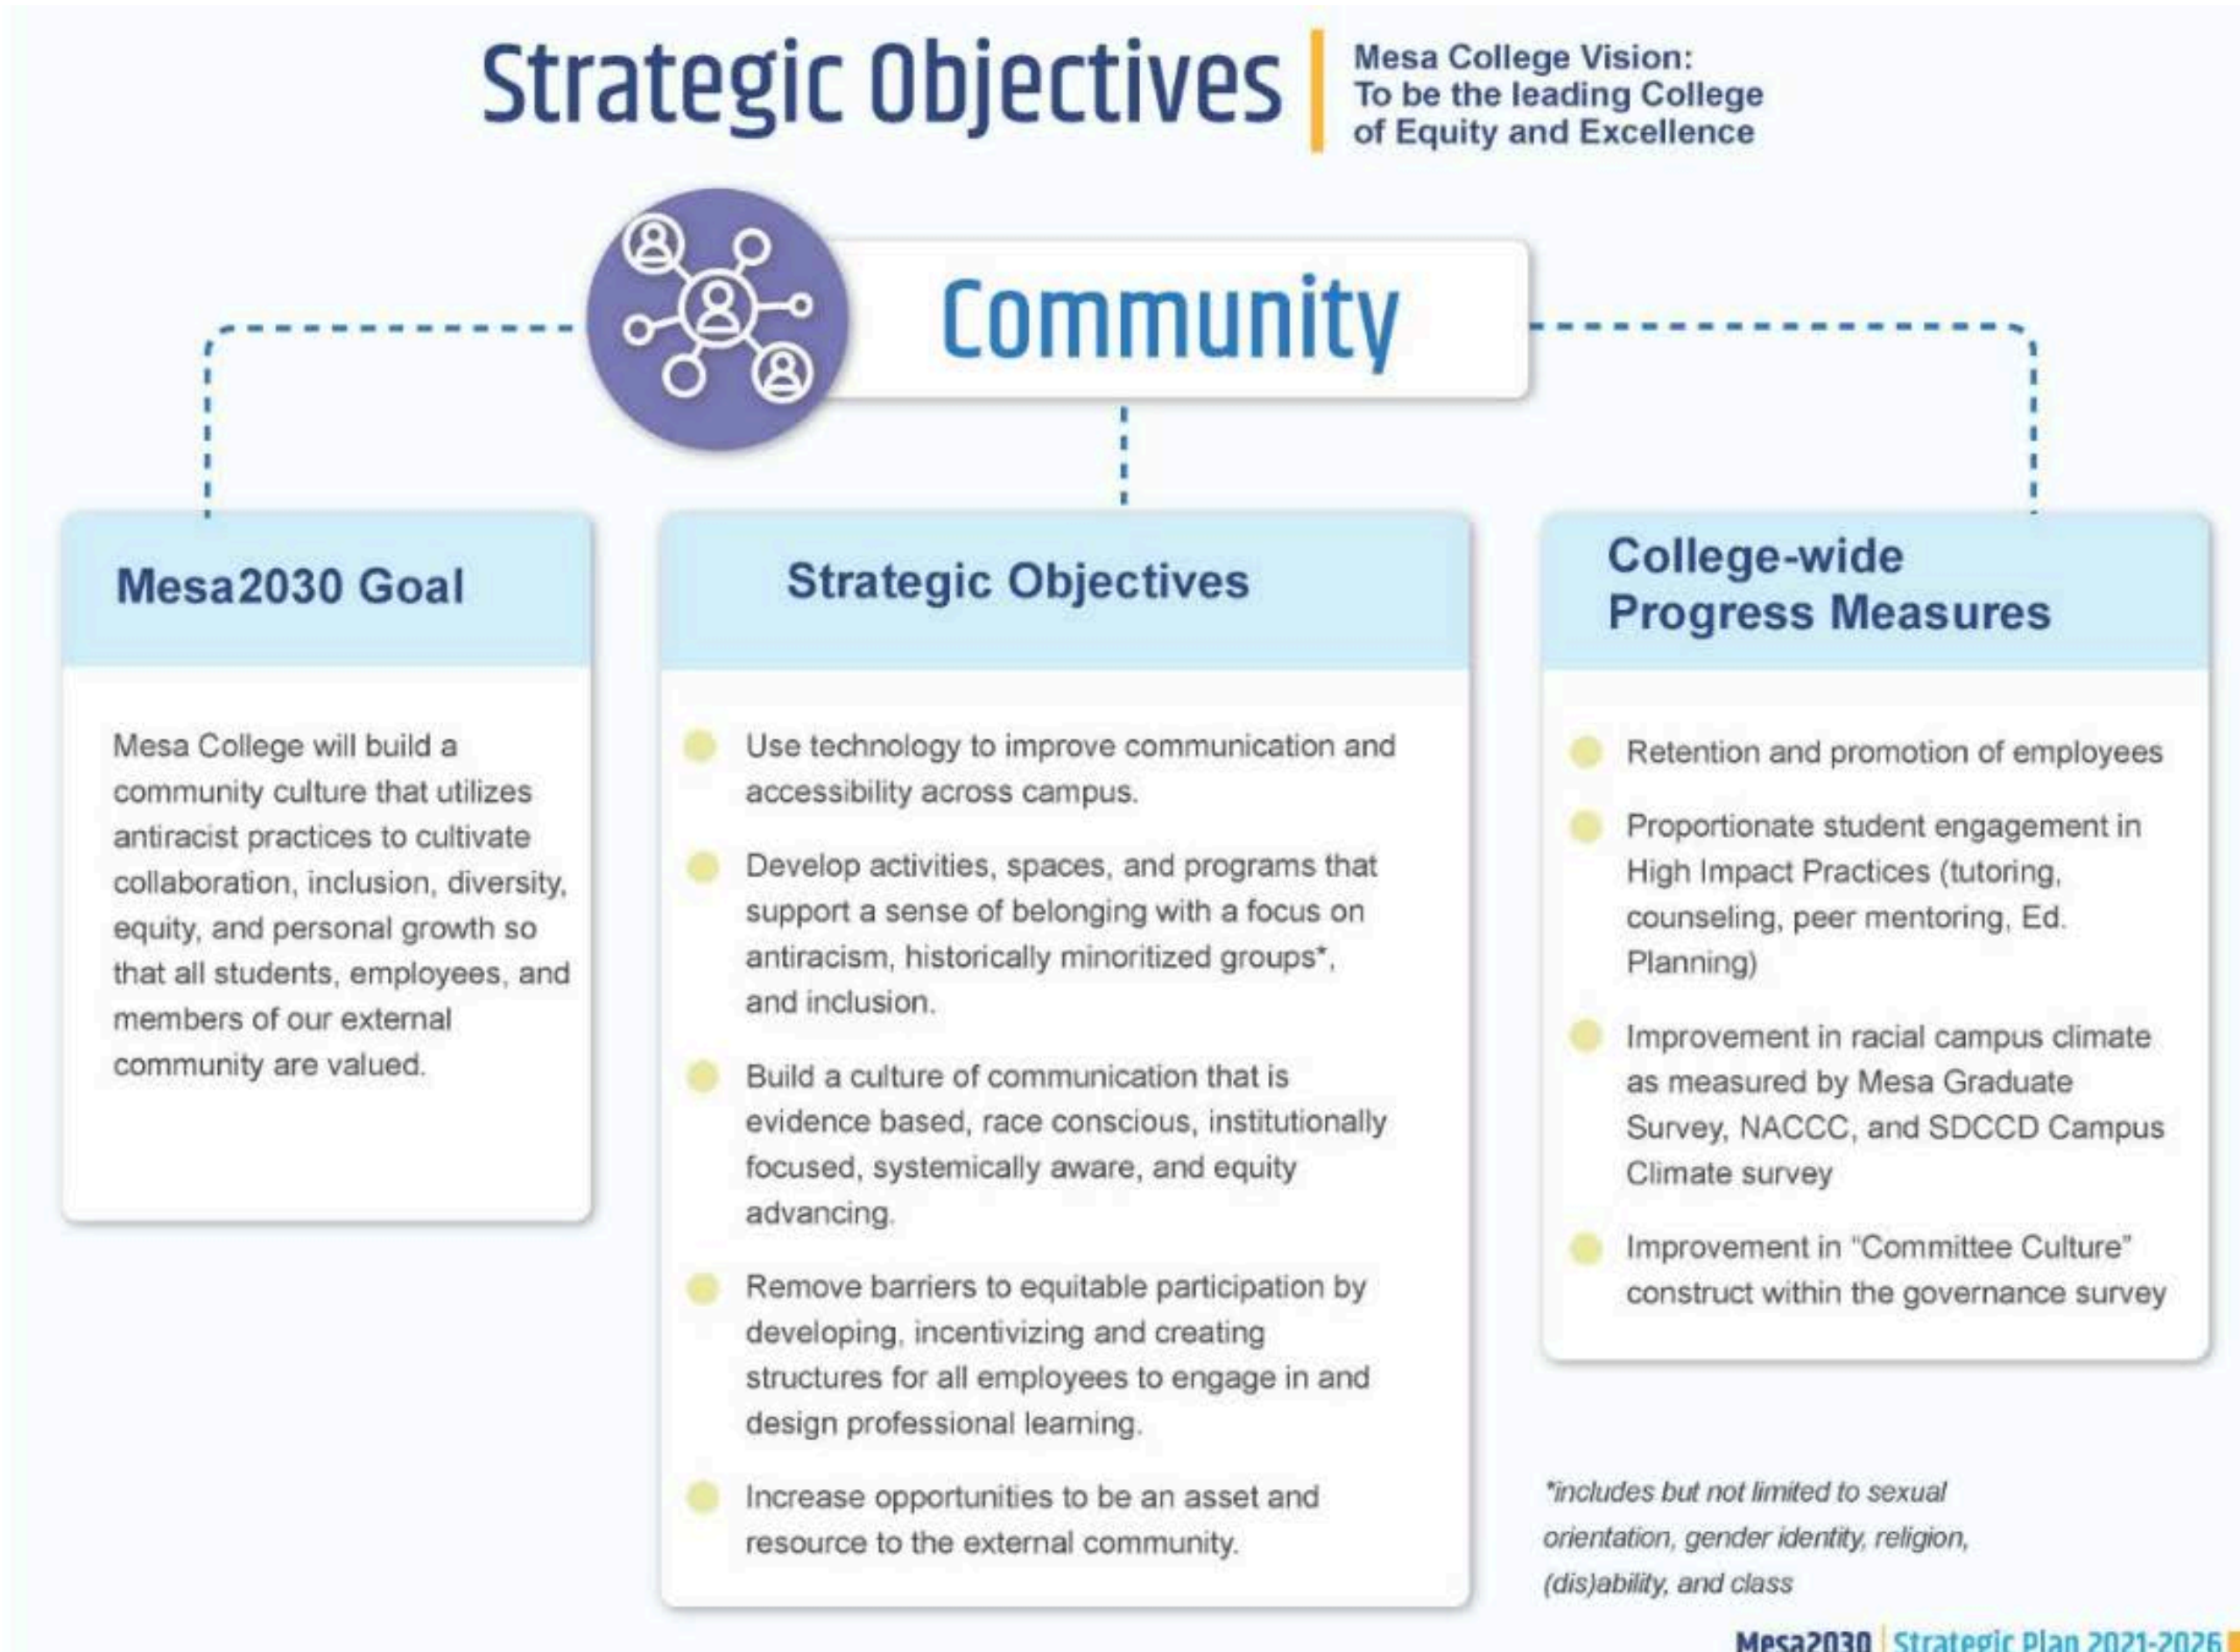 Strategic Objectives
Mesa College Vision:
To be the leading College
of Equity and Excellence
Community
Mesa2030 Goal
Mesa College will build a
community culture that utilizes
antiracist practices to cultivate
collaboration, inclusion, diversity,
equity, and personal growth so
that all students, employees, and
members of our external
community are valued.
Strategic Objectives
Use technology to improve communication and
accessibility across campus.
Develop activities, spaces, and programs that
support a sense of belonging with a focus on
antiracism, historically minoritized groups*,
and inclusion.
Build a culture of communication that is
evidence based, race conscious, institutionally
focused, systemically aware, and equity
advancing.
Remove barriers to equitable participation by
developing, incentivizing and creating
structures for all employees to engage in and
design professional learning.
Increase opportunities to be an asset and
resource to the external community.
College-wide
Progress Measures
Retention and promotion of employees
Proportionate student engagement in
High Impact Practices (tutoring,
counseling, peer mentoring, Ed.
Planning)
Improvement in racial campus climate
as measured by Mesa Graduate
Survey, NACCC, and SDCCD Campus
Climate survey
Improvement in “Committee Culture”
construct within the governance survey
*includes but not limited to sexual
orientation, gender identity, religion,
(dis)ability, and class
Mesa2030 Strategic Plan 2021-2026